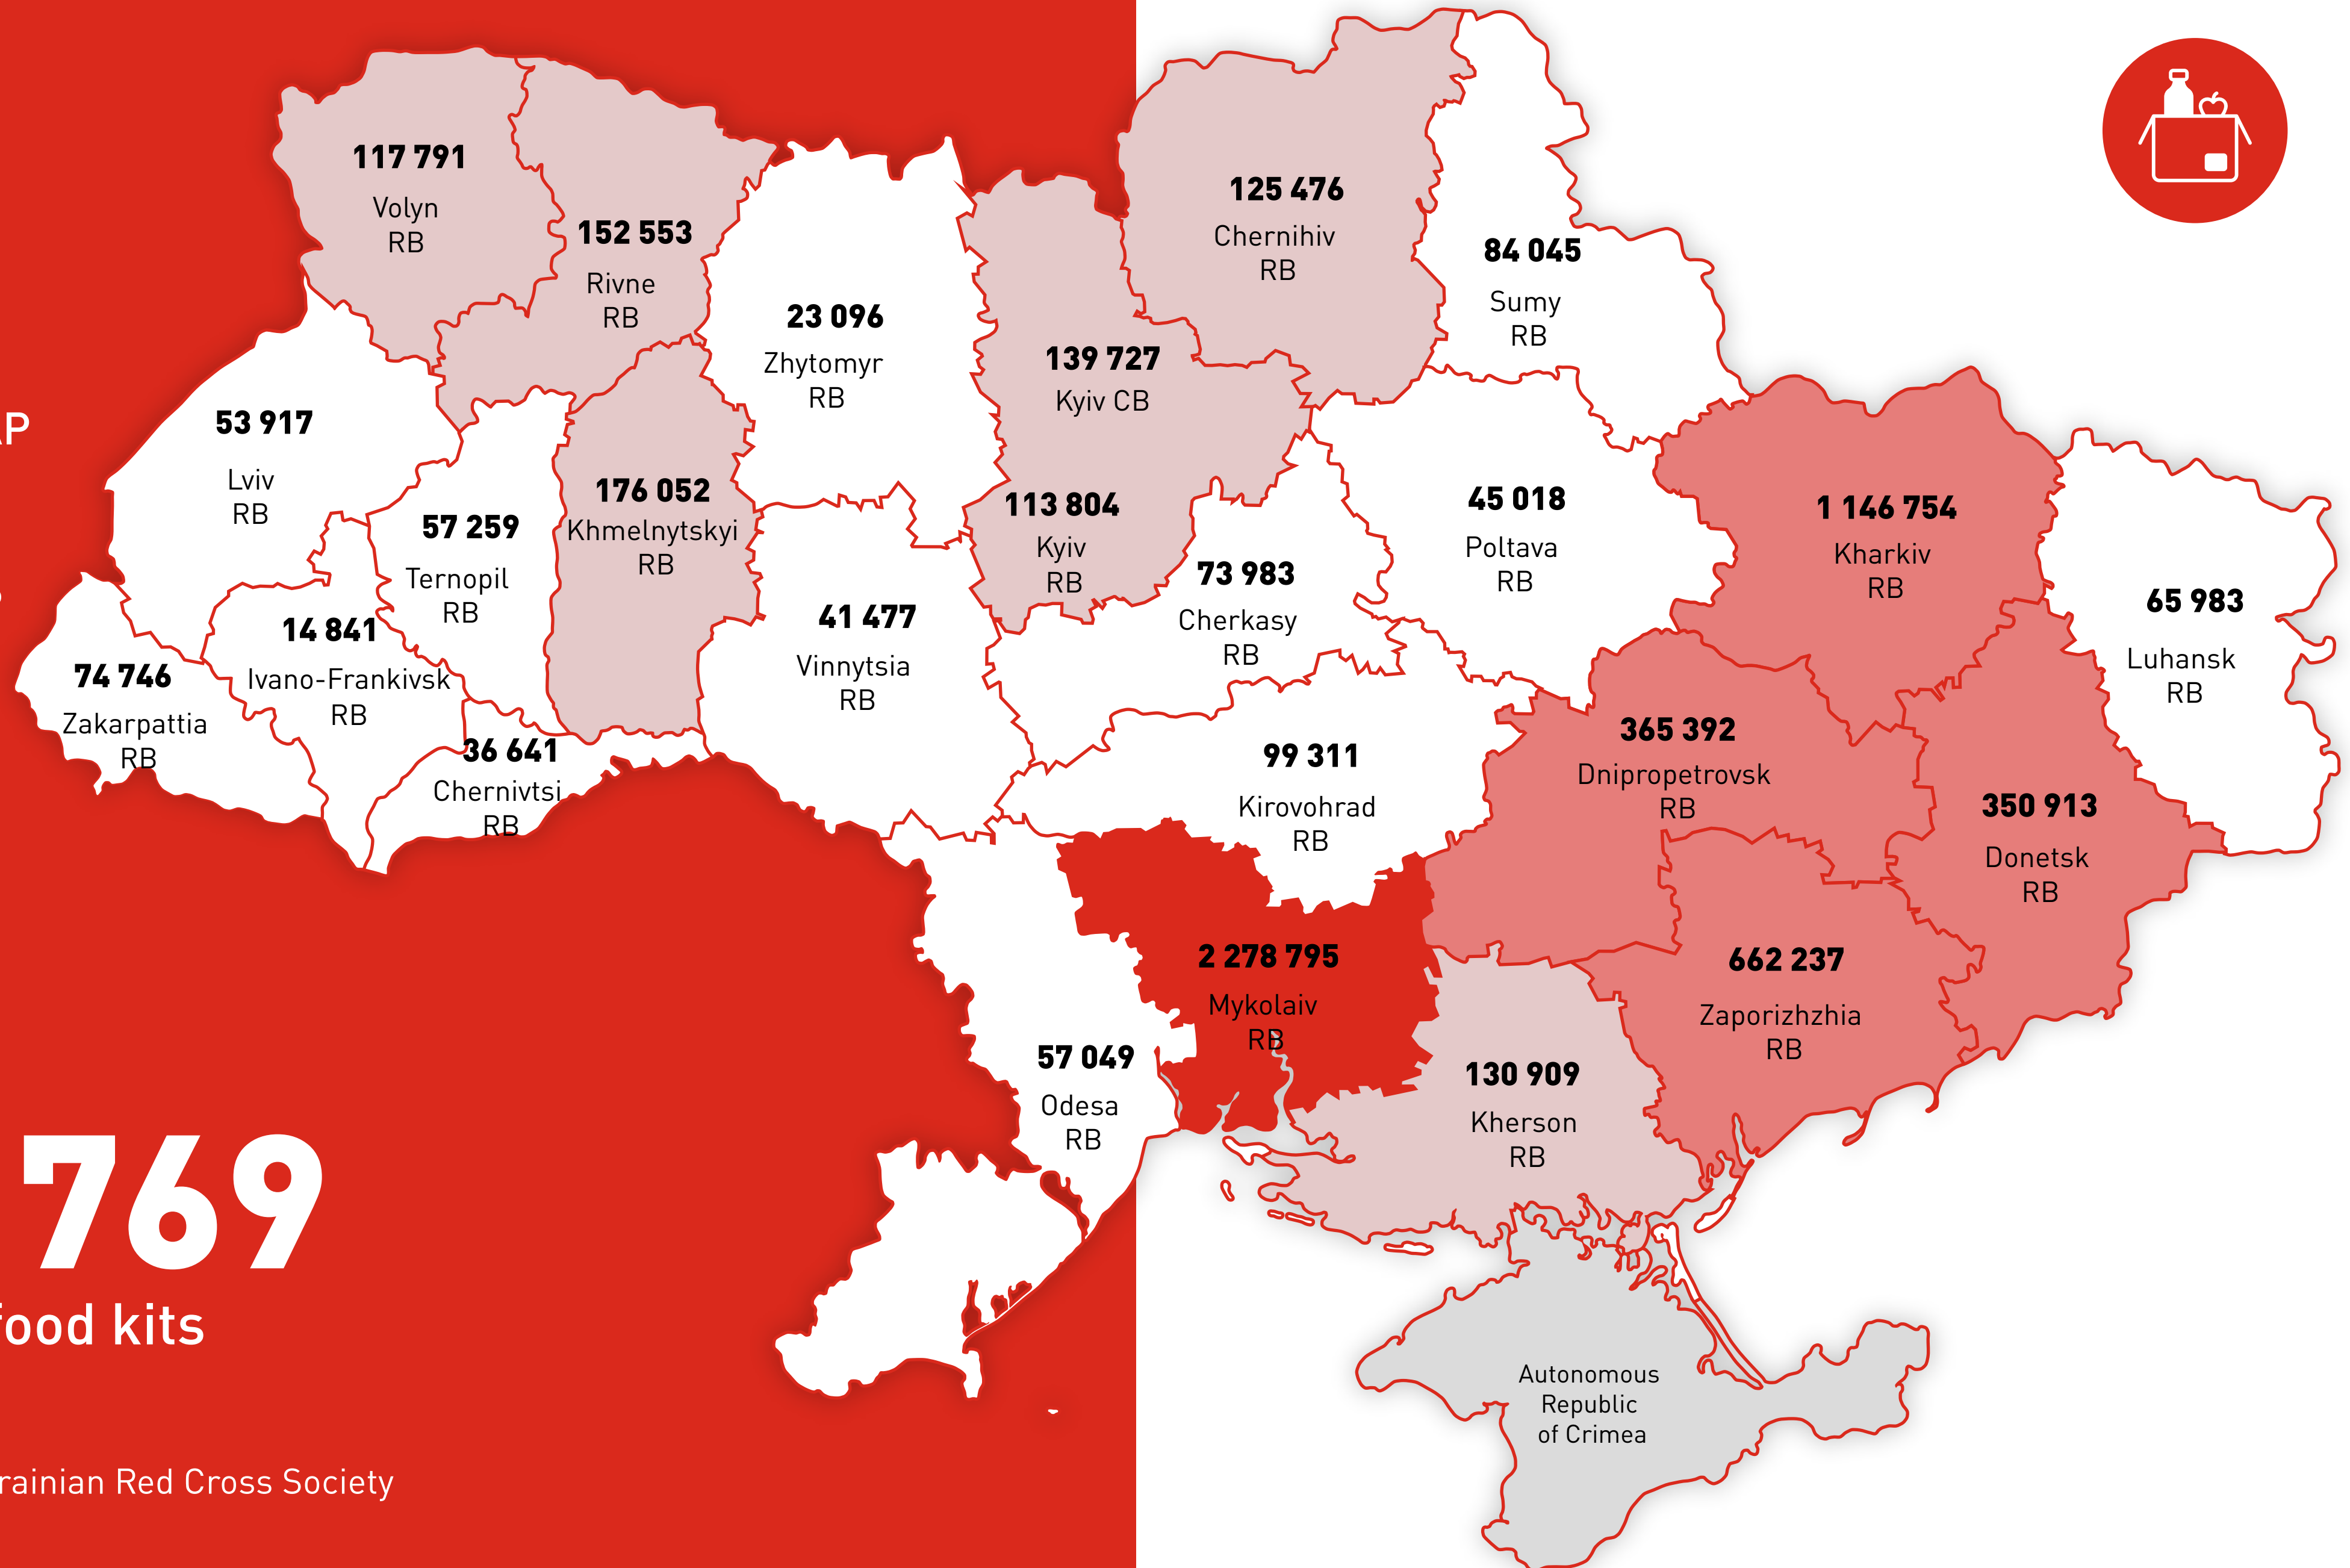 117 791
Volyn
RB
152 553
Rivne
RB
125 476
Chernihiv
RB
84 045
Sumy
RB
23 096
Zhytomyr
RB
139 727
Kyiv CB
53 917
Lviv
RB
176 052
Khmelnytskyi
RB
57 259
Ternopil
RB
113 804
Kyiv
RB
45 018
Poltava
RB
1 146 754
Kharkiv
RB
73 983
Cherkasy
RB
65 983
Luhansk
RB
14 841
Ivano-Frankivsk
RB
41 477
Vinnytsia
RB
74 746
Zakarpattia
RB
36 641
Chernivtsi
RB
99 311
Kirovohrad
RB
365 392
Dnipropetrovsk
RB
350 913
Donetsk
RB
2 278 795
Mykolaiv
RB
662 237
Zaporizhzhia
RB
57 049
Odesa
RB
130 909
Kherson
RB
769
food kits
Autonomous
Republic
of Crimea
rainian Red Cross Society